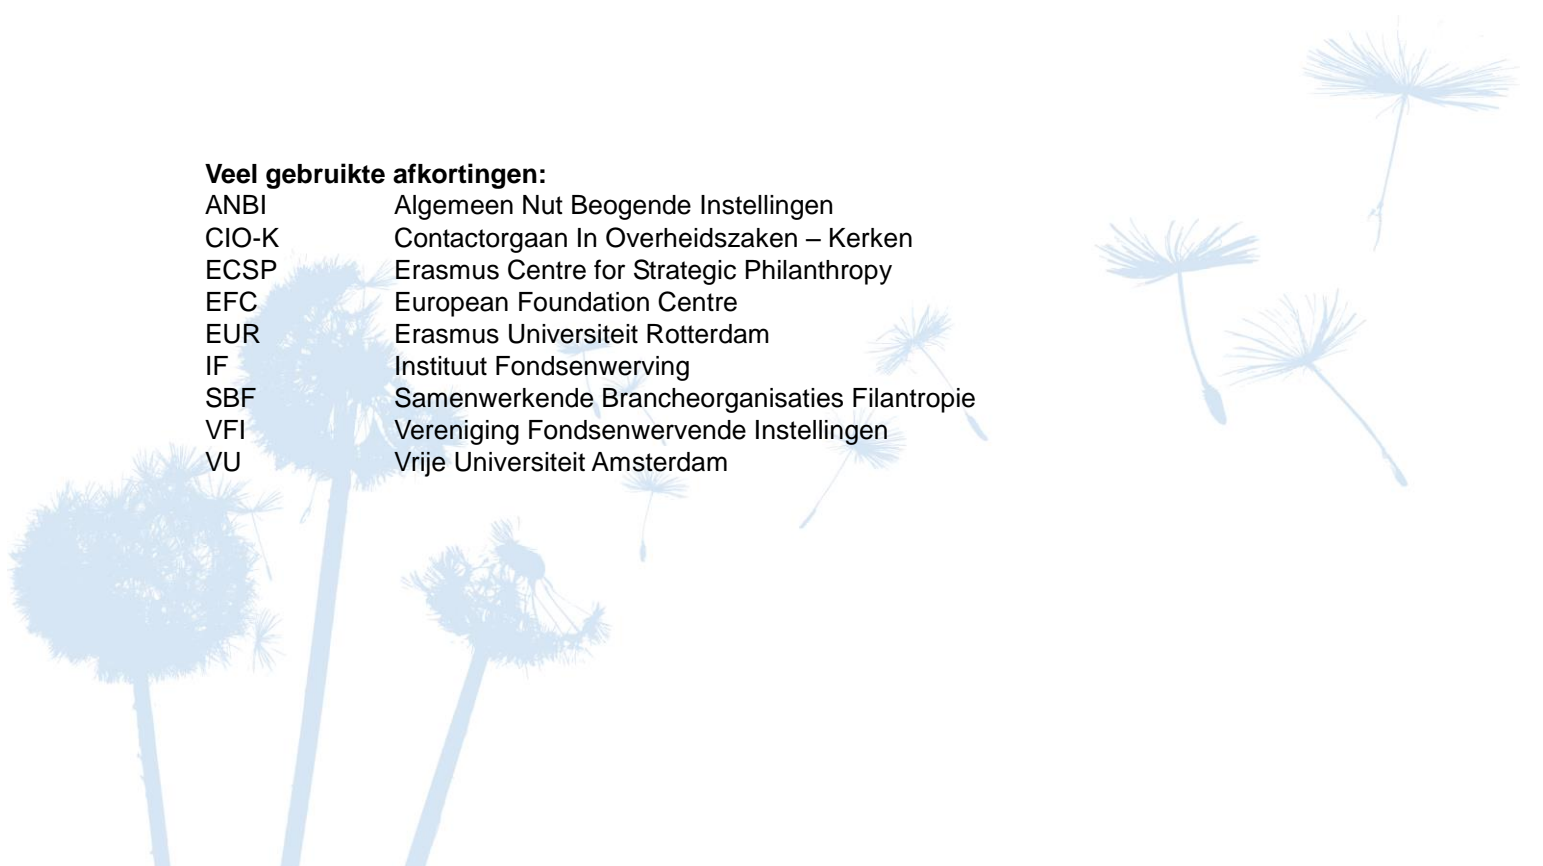 Veel gebruikte afkortingen:
ANBI Algemeen Nut Beogende Instellingen
CIO-K Contactorgaan In Overheidszaken – Kerken
ECSP Erasmus Centre for Strategic Philanthropy
EFC European Foundation Centre
EUR Erasmus Universiteit Rotterdam
IF Instituut Fondsenwerving
SBF Samenwerkende Brancheorganisaties Filantropie
VFI Vereniging Fondsenwervende Instellingen
VU Vrije Universiteit Amsterdam